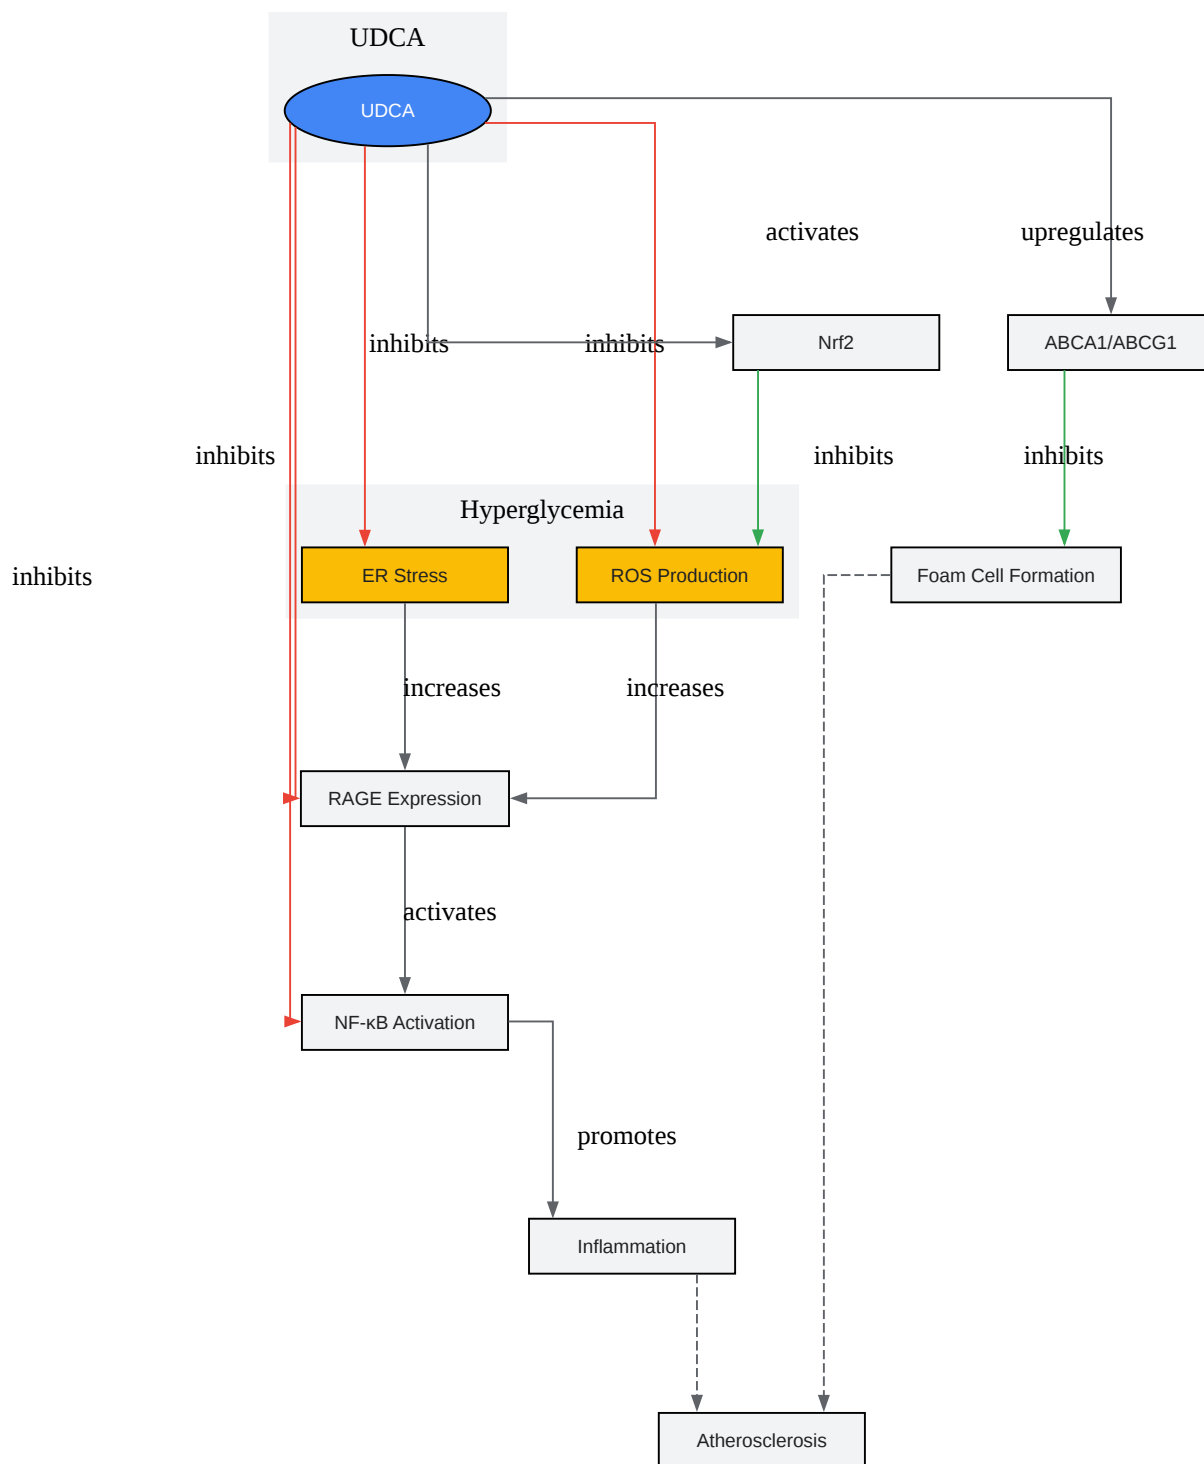 UDCA
UDCA
activates
upregulates
inhibits
inhibits
Nrf2
ABCA1/ABCG1
inhibits
inhibits
inhibits
Hyperglycemia
inhibits
ER Stress
ROS Production
Foam Cell Formation
increases
increases
RAGE Expression
activates
NF-κB Activation
promotes
Inflammation
Atherosclerosis